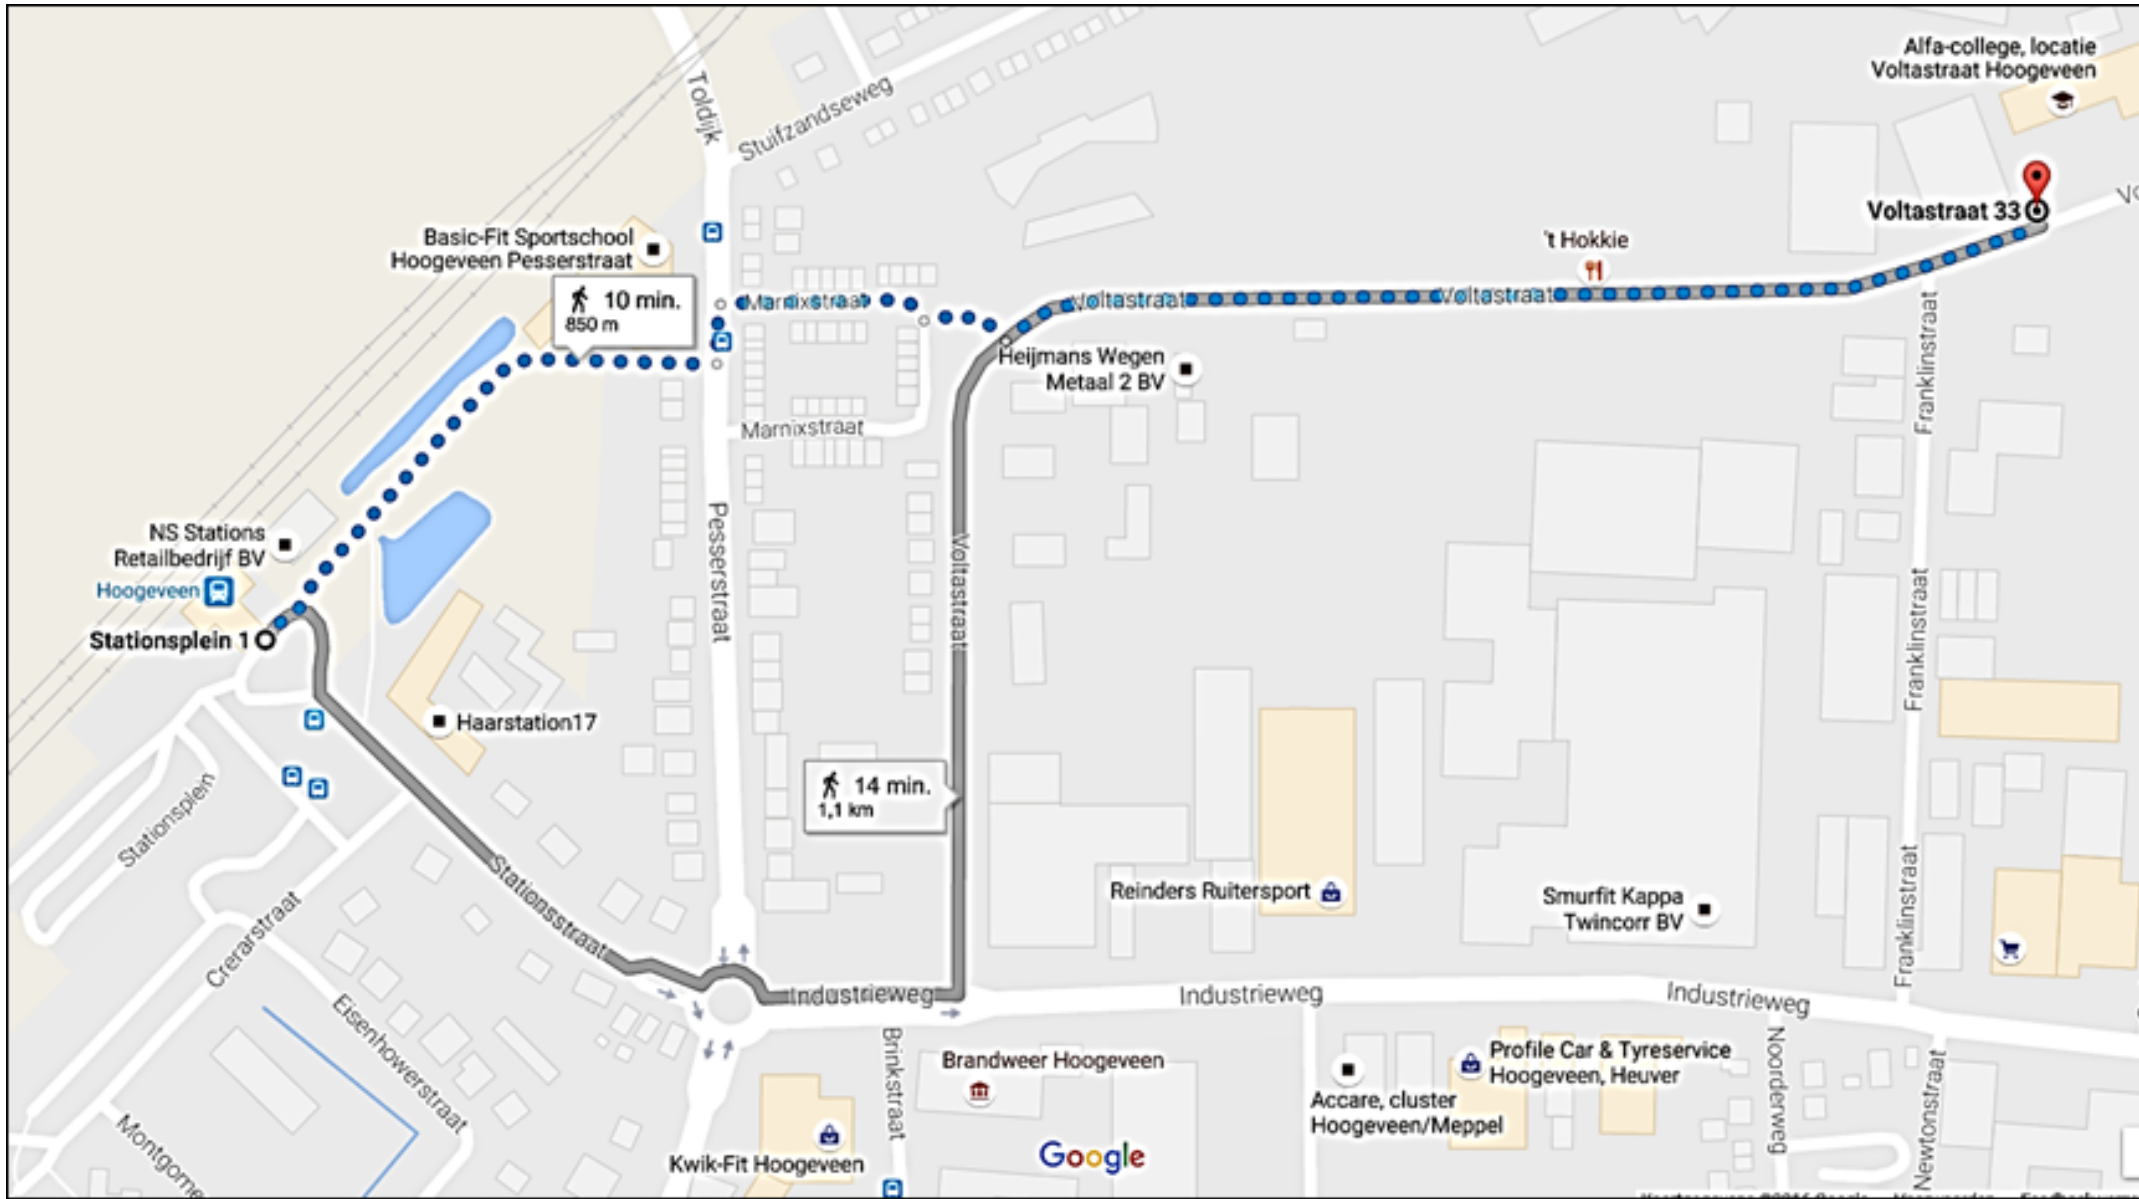 Alfa-college, locatie
Voltastraat Hoogeveen
Toldijk
Stuifzandseweg
Voltastraat 33
Basic-Fit Sportschool
Hoogeveen Pesserstraat
't Hokkie
10 min.
850 m
Marnixstraat
Voltastraat
Voltastraat
Heijmans Wegen
Metaal 2 BV
Franklinstraat
Marnixstraat
NS Stations
Retailbedrijf BV
Hoogeveen
Stationsplein 1
Pesserstraat
Voltastraat
Franklinstraat
Haarstation17
14 min.
1,1 km
Stationsplein
Stationsstraat
Reinders Ruitersport
Smurfit Kappa
Twincorr BV
Franklinstraat
Crerarstraat
Industrieweg
Industrieweg
Industrieweg
Eisenhowerstraat
Brinkstraat
Brandweer Hoogeveen
Profile Car & Tyreservice
Hoogeveen, Heuver
Accare, cluster
Hoogeveen/Meppel
Noorderweg
Newtonstraat
Montgome
Kwik-Fit Hoogeveen
Google